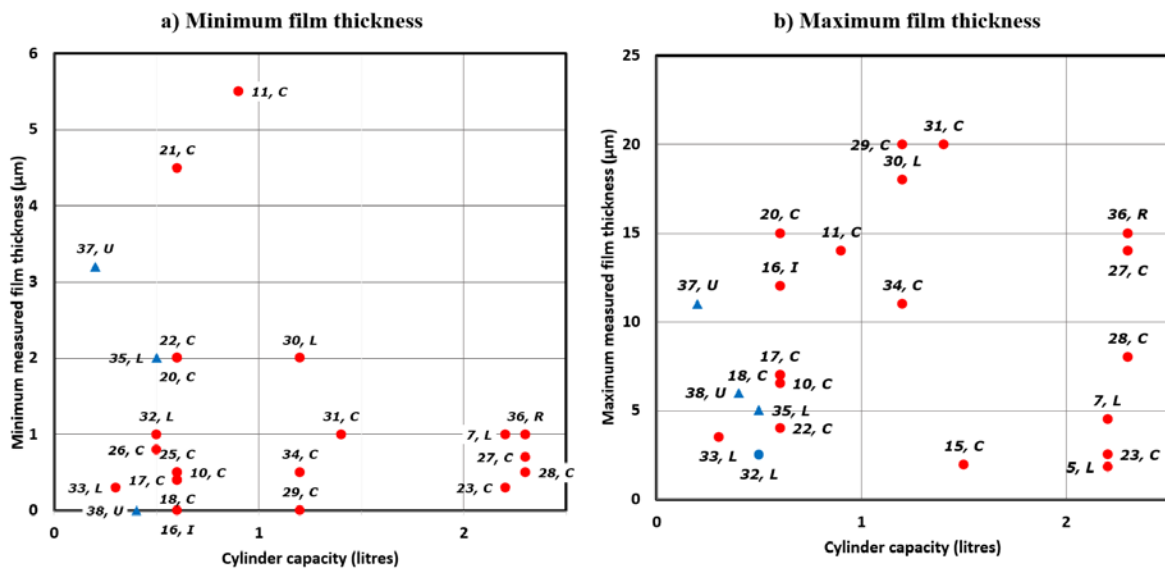 a) Minimum film thickness
6
5
4
3
2
1
0
0
1
2
Minimum measured film thickness (µm)
Cylinder capacity (litres)
11, C
21, C
37, U
22, C
35, L
20, C
30, L
32, L
26, C
25, C
17, C
10, C
33, L
18, C
38, U
16, I
31, C
34, C
29, C
7, L
36, R
27, C
28, C
23, C
b) Maximum film thickness
25
20
15
10
5
0
0
1
2
Maximum measured film thickness (µm)
Cylinder capacity (litres)
31, C
29, C
30, L
20, C
11, C
36, R
27, C
16, I
37, U
34, C
28, C
17, C
18, C
10, C
38, U
35, L
22, C
7, L
33, L
32, L
15, C
23, C
5, L